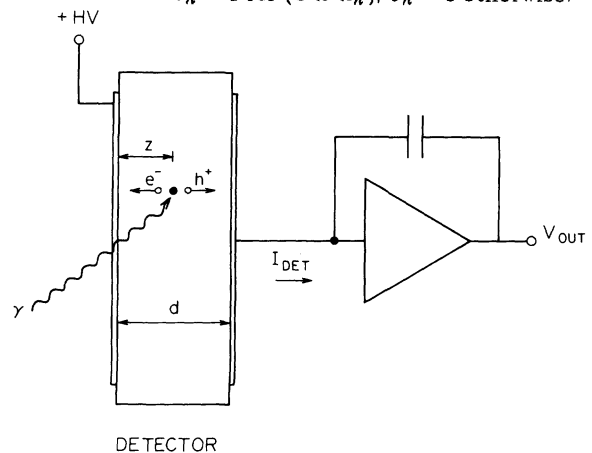 + HV
z
e⁻ h⁺
I_DET
V_OUT
γ
d
DETECTOR